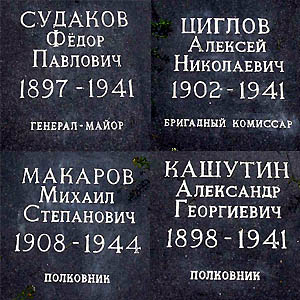 СУДАКОВ
ФЁДОР
ПАВЛОВИЧ
1897-1941
ГЕНЕРАЛ-МАЙОР
ЦИГЛОВ
АЛЕКСЕЙ
НИКОЛАЕВИЧ
1902-1941
БРИГАДНЫЙ КОМИССАР
МАКАРОВ
МИХАИЛ
СТЕПАНОВИЧ
1908-1944
ПОЛКОВНИК
КАШУТИН
АЛЕКСАНДР
ГЕОРГИЕВИЧ
1898-1941
ПОЛКОВНИК